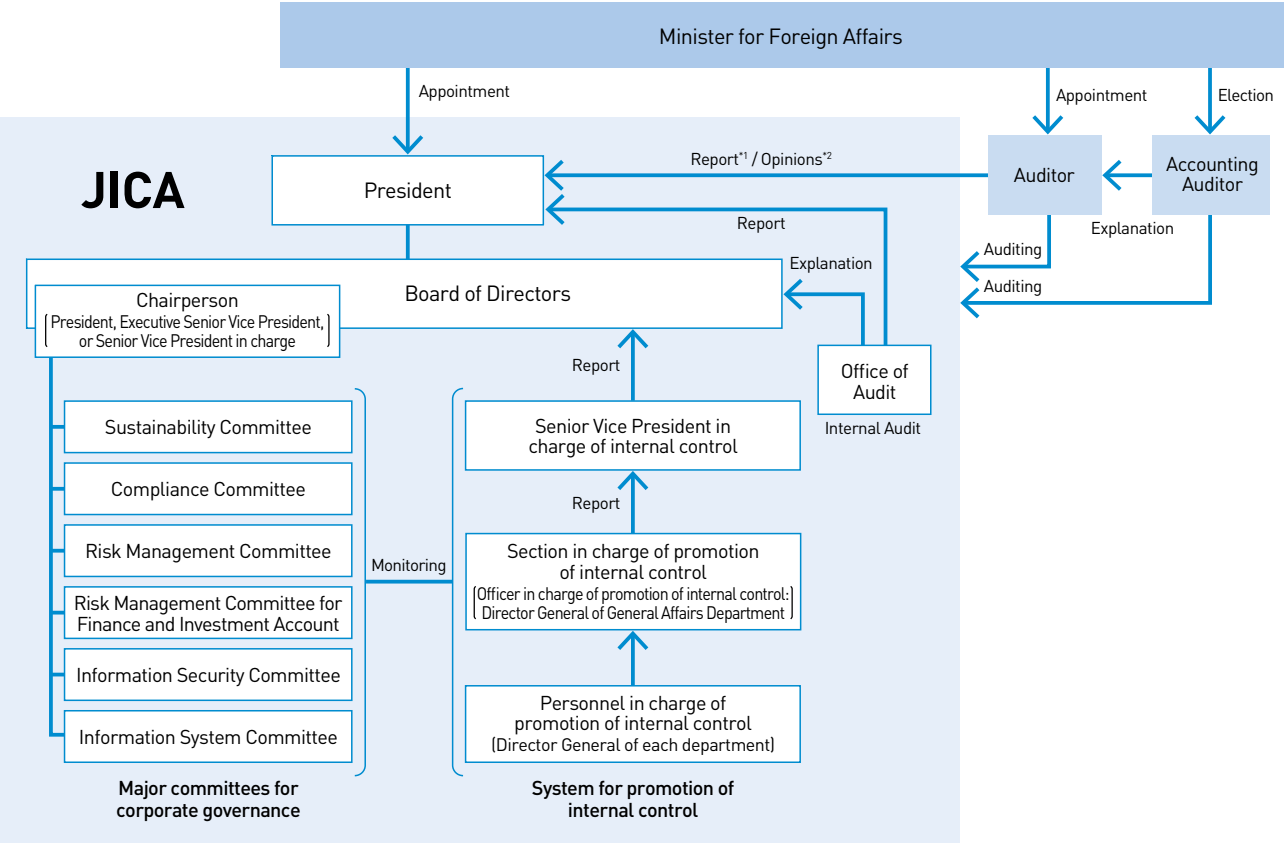 Minister for Foreign Affairs
Appointment
Appointment
Election
JICA
President
Report*1 / Opinions*2
Auditor
Accounting
Auditor
Report
Explanation
Auditing
Auditing
Explanation
Board of Directors
Chairperson
(President, Executive Senior Vice President,
or Senior Vice President in charge)
Office of
Audit
Internal Audit
Report
Sustainability Committee
Compliance Committee
Risk Management Committee
Risk Management Committee for
Finance and Investment Account
Information Security Committee
Information System Committee
Major committees for
corporate governance
Monitoring
Senior Vice President in
charge of internal control
Report
Section in charge of promotion
of internal control
(Officer in charge of promotion of internal control:
Director General of General Affairs Department)
Personnel in charge of
promotion of internal control
(Director General of each department)
System for promotion of
internal control